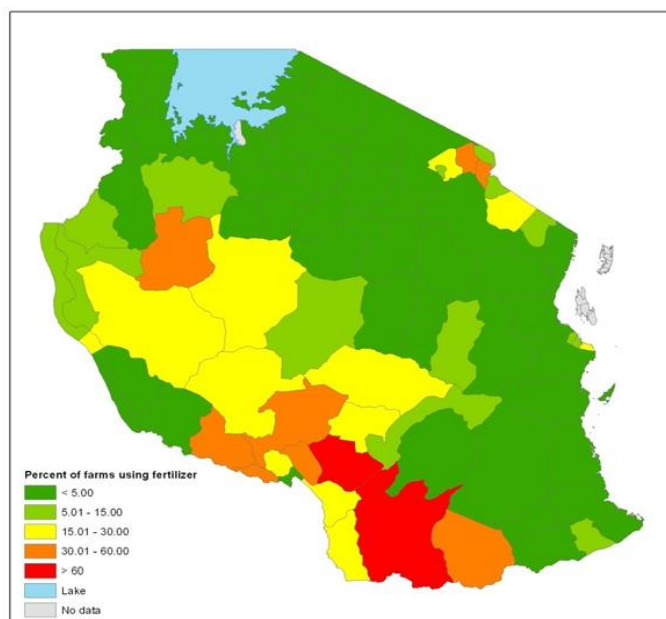 Percent of farms using fertilizer
< 5.00
5.01 - 15.00
15.01 - 30.00
30.01 - 60.00
> 60
Lake
No data